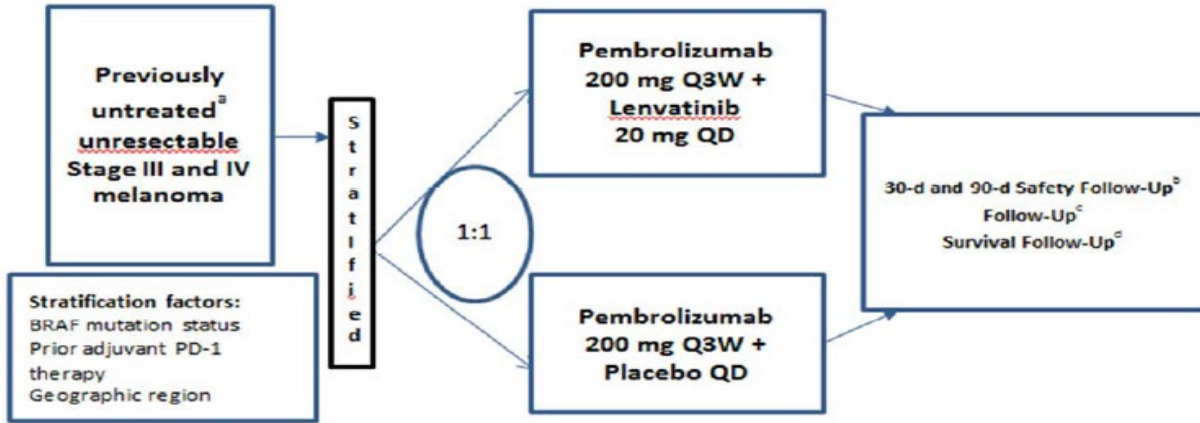 Previously
untreatedᵃ
unresectable
Stage III and IV
melanoma
Stratification factors:
BRAF mutation status
Prior adjuvant PD-1
therapy
Geographic region
Stratified
1:1
Pembrolizumab
200 mg Q3W +
Lenvatinib
20 mg QD
Pembrolizumab
200 mg Q3W +
Placebo QD
30-d and 90-d Safety Follow-Upᵇ
Follow-Upᶜ
Survival Follow-Upᵈ